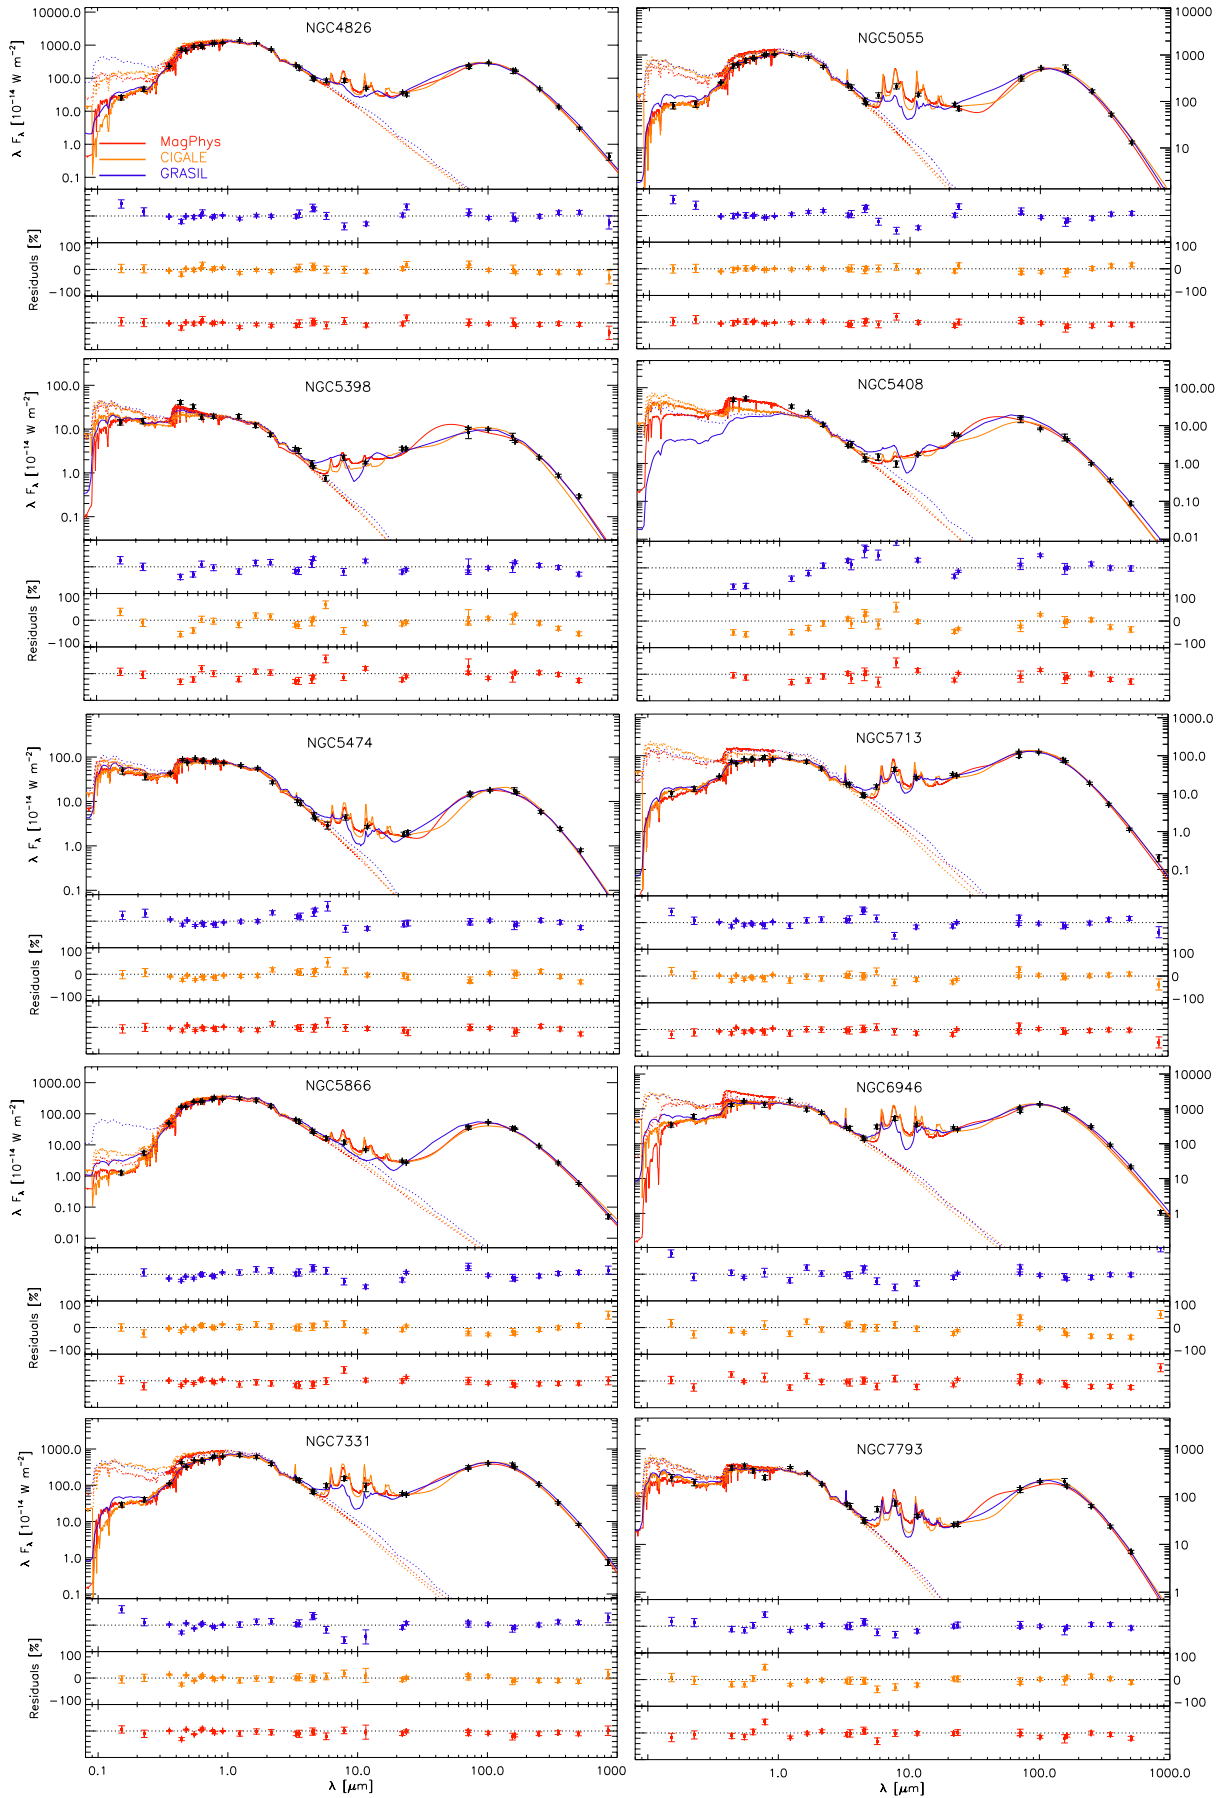 NGC4826
10000.0
1000.0
100.0
10.0
1.0
0.1
λ Fλ [10⁻¹⁴ W m⁻²]
MagPhys
CIGALE
GRASIL
Residuals [%]
100
0
−100
NGC5055
10000
1000
100
10
100
0
−100
NGC5398
100.0
10.0
1.0
0.1
λ Fλ [10⁻¹⁴ W m⁻²]
Residuals [%]
100
0
−100
NGC5408
100.00
10.00
1.00
0.10
0.01
100
0
−100
NGC5474
100.0
10.0
1.0
0.1
λ Fλ [10⁻¹⁴ W m⁻²]
Residuals [%]
100
0
−100
NGC5713
1000.0
100.0
10.0
1.0
0.1
100
0
−100
NGC5866
1000.00
100.00
10.00
1.00
0.10
0.01
λ Fλ [10⁻¹⁴ W m⁻²]
Residuals [%]
100
0
−100
NGC6946
1000
100
10
1
100
0
−100
NGC7331
1000.0
100.0
10.0
1.0
0.1
λ Fλ [10⁻¹⁴ W m⁻²]
Residuals [%]
100
0
−100
0.1 1.0 10.0 100.0 1000
λ [μm]
NGC7793
1000
100
10
1
100
0
−100
0.1 1.0 10.0 100.0 1000.0
λ [μm]